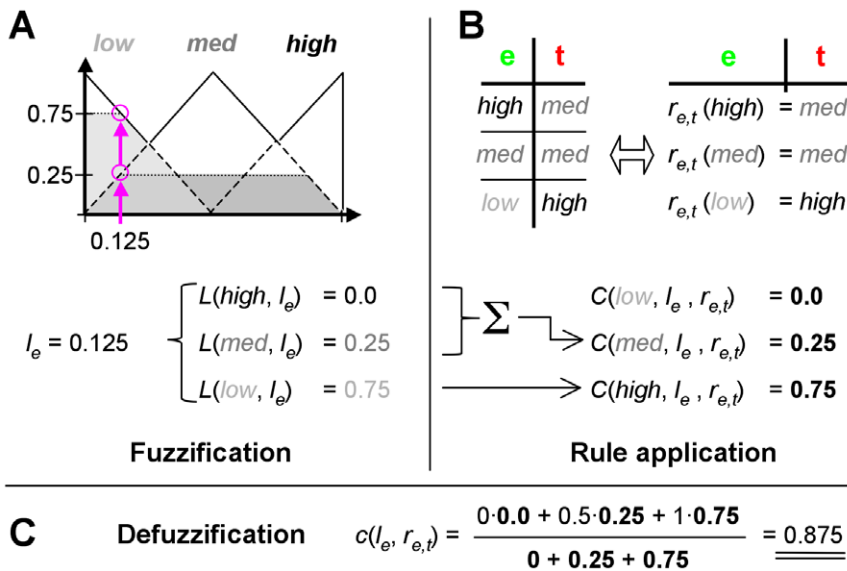 A
low med high
0.75
0.25
0.125
l_e = 0.125
L(high, l_e) = 0.0
L(med, l_e) = 0.25
L(low, l_e) = 0.75
Fuzzification
B
e t
high med
med med
low high
e t
r_e,t (high) = med
r_e,t (med) = med
r_e,t (low) = high
Σ
C(low, l_e , r_e,t) = 0.0
C(med, l_e , r_e,t) = 0.25
C(high, l_e , r_e,t) = 0.75
Rule application
C
Defuzzification
c(l_e, r_e,t) =
0·0.0 + 0.5·0.25 + 1·0.75
0 + 0.25 + 0.75
= 0.875